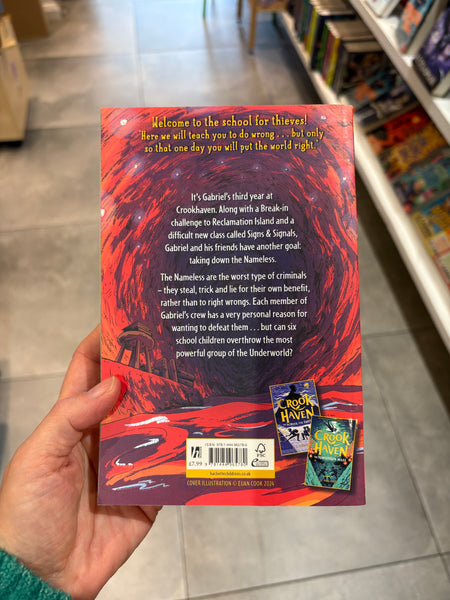 Welcome to the school for thieves!
'Here we will teach you to do wrong . . . but only
so that one day you will put the world right.'
It's Gabriel's third year at
Crookhaven. Along with a Break-in
challenge to Reclamation Island and a
difficult new class called Signs & Signals,
Gabriel and his friends have another goal:
taking down the Nameless.
The Nameless are the worst type of criminals
– they steal, trick and lie for their own benefit,
rather than to right wrongs. Each member of
Gabriel's crew has a very personal reason for
wanting to defeat them . . . but can six
school children overthrow the most
powerful group of the Underworld?
CROOK
HAVEN
CROOK
HAVEN
£7.99
FSC
COVER ILLUSTRATION © EUAN COOK 2024